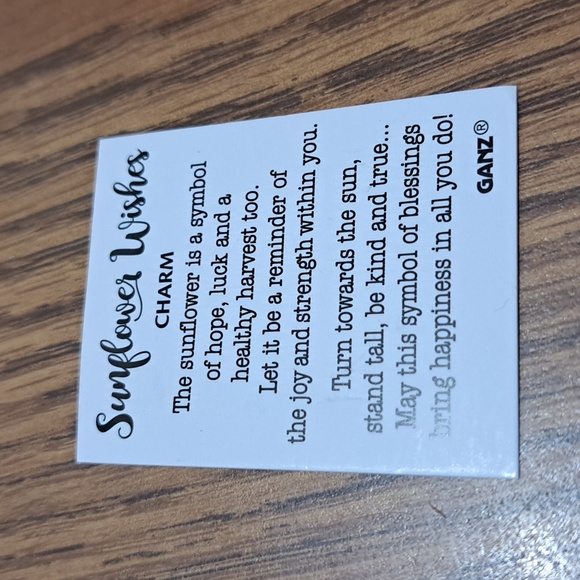 Sunflower Wishes
CHARM
The sunflower is a symbol
of hope, luck and a
healthy harvest too.
Let it be a reminder of
the joy and strength within you.
Turn towards the sun,
stand tall, be kind and true...
May this symbol of blessings
bring happiness in all you do!
GANZ®